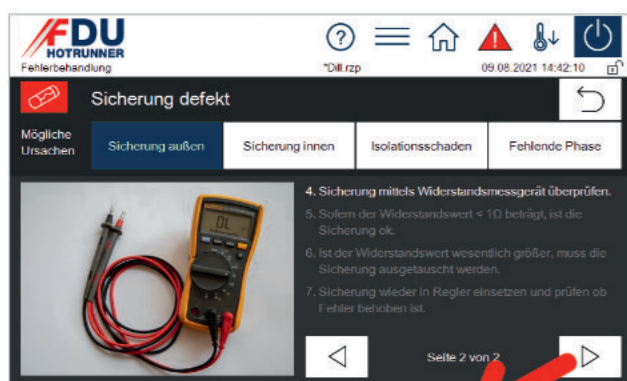 FDU
HOTRUNNER
Fehlerbehandlung
*Dill.rzp
09.08.2021 14:42:10
Sicherung defekt
Mögliche
Ursachen
Sicherung außen
Sicherung innen
Isolationsschaden
Fehlende Phase
0L
4. Sicherung mittels Widerstandsmessgerät überprüfen.
5. Sofern der Widerstandswert < 1Ω beträgt, ist die
Sicherung ok.
6. Ist der Widerstandswert wesentlich größer, muss die
Sicherung ausgetauscht werden.
7. Sicherung wieder in Regler einsetzen und prüfen ob
Fehler behoben ist.
Seite 2 von 2